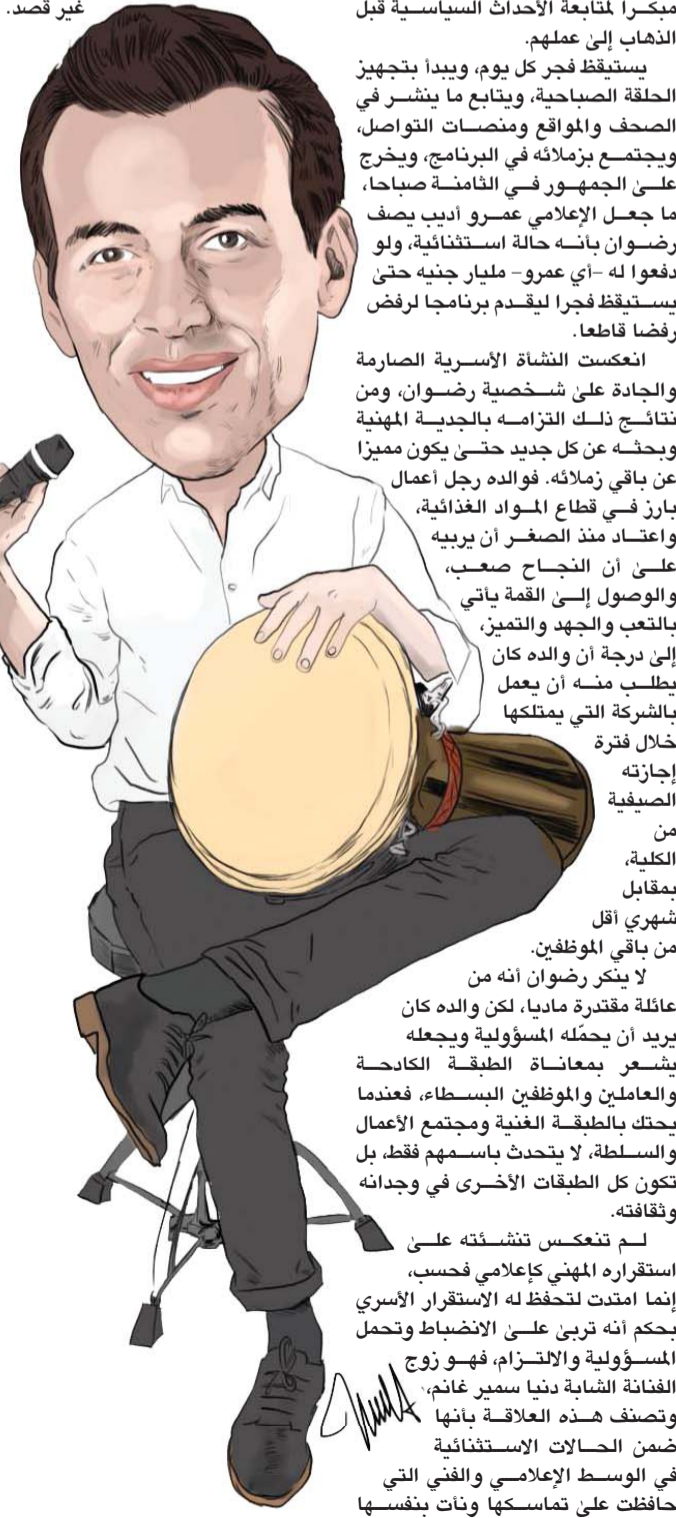 غير قصد.
مبكرا لمتابعة الأحداث السياسية قبل
الذهاب إلى عملهم.
يستيقظ فجر كل يوم، ويبدأ بتجهيز
الحلقة الصباحية، ويتابع ما ينشر في
الصحف والمواقع ومنصات التواصل،
ويجتمع بزملائه في البرنامج، ويخرج
على الجمهور في الثامنة صباحا،
ما جعل الإعلامي عمرو أديب يصف
رضوان بأنه حالة استثنائية، ولو
دفعوا له –أي عمرو– مليار جنيه حتى
يستيقظ فجرا ليقدم برنامجا لرفض
رفضا قاطعا.
انعكست النشأة الأسرية الصارمة
والجادة على شخصية رضوان، ومن
نتائج ذلك التزامه بالجدية المهنية
وبحثه عن كل جديد حتى يكون مميزا
عن باقي زملائه. فوالده رجل أعمال
بارز في قطاع المواد الغذائية،
واعتاد منذ الصغر أن يربيه
على أن النجاح صعب،
والوصول إلى القمة يأتي
بالتعب والجهد والتميز،
إلى درجة أن والده كان
يطلب منه أن يعمل
بالشركة التي يمتلكها
خلال فترة
إجازته
الصيفية
من
الكلية،
بمقابل
شهري أقل
من باقي الموظفين.
لا ينكر رضوان أنه من
عائلة مقتدرة ماديا، لكن والده كان
يريد أن يحمّله المسؤولية ويجعله
يشعر بمعاناة الطبقة الكادحة
والعاملين والموظفين البسطاء، فعندما
يحتك بالطبقة الغنية ومجتمع الأعمال
والسلطة، لا يتحدث باسمهم فقط، بل
تكون كل الطبقات الأخرى في وجدانه
وثقافته.
لم تنعكس تنشئته على
استقراره المهني كإعلامي فحسب،
إنما امتدت لتحفظ له الاستقرار الأسري
بحكم أنه تربى على الانضباط وتحمل
المسؤولية والالتزام، فهو زوج
الفنانة الشابة دنيا سمير غانم،
وتصنف هذه العلاقة بأنها
ضمن الحالات الاستثنائية
في الوسط الإعلامي والفني التي
حافظت على تماسكها ونأت بنفسها